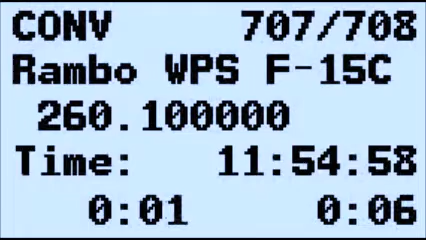 CONV 707/708
Rambo WPS F-15C
260.100000
Time: 11:54:58
0:01 0:06